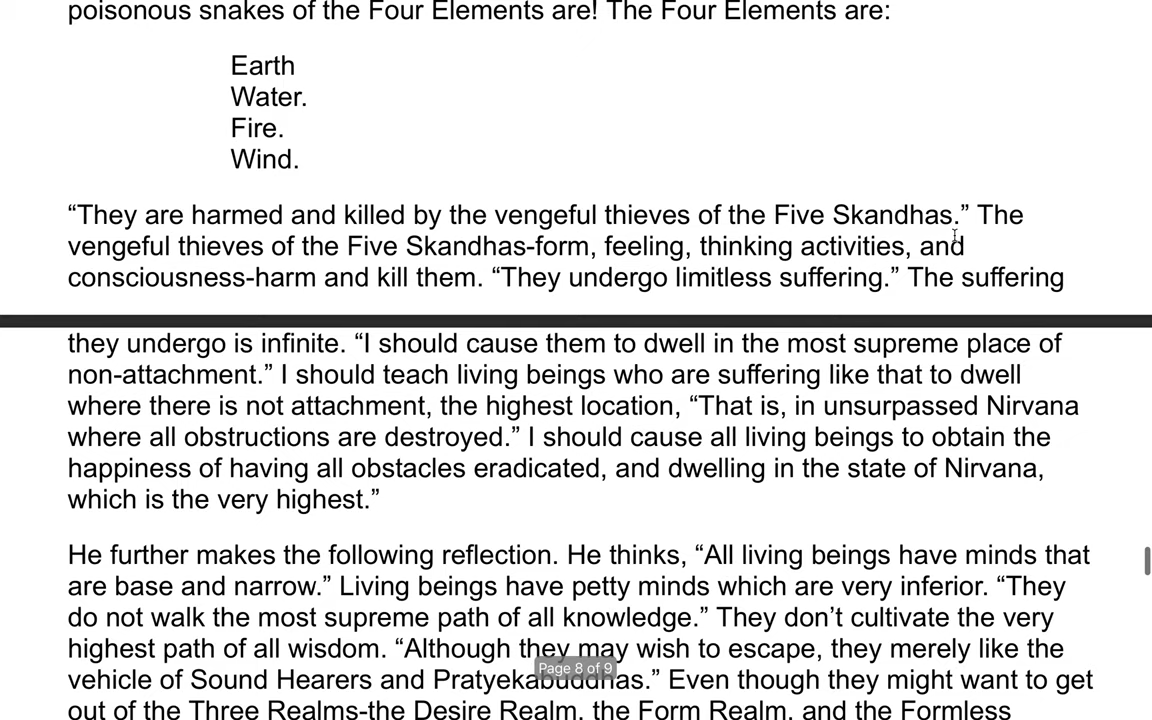 poisonous snakes of the Four Elements are! The Four Elements are:
Earth
Water.
Fire.
Wind.
“They are harmed and killed by the vengeful thieves of the Five Skandhas.” The
vengeful thieves of the Five Skandhas-form, feeling, thinking activities, and
consciousness-harm and kill them. “They undergo limitless suffering.” The suffering
they undergo is infinite. “I should cause them to dwell in the most supreme place of
non-attachment.” I should teach living beings who are suffering like that to dwell
where there is not attachment, the highest location, “That is, in unsurpassed Nirvana
where all obstructions are destroyed.” I should cause all living beings to obtain the
happiness of having all obstacles eradicated, and dwelling in the state of Nirvana,
which is the very highest.”
He further makes the following reflection. He thinks, “All living beings have minds that
are base and narrow.” Living beings have petty minds which are very inferior. “They
do not walk the most supreme path of all knowledge.” They don’t cultivate the very
highest path of all wisdom. “Although they may wish to escape, they merely like the
Page 8 of 9
vehicle of Sound Hearers and Pratyekabuddhas.” Even though they might want to get
out of the Three Realms-the Desire Realm, the Form Realm, and the Formless